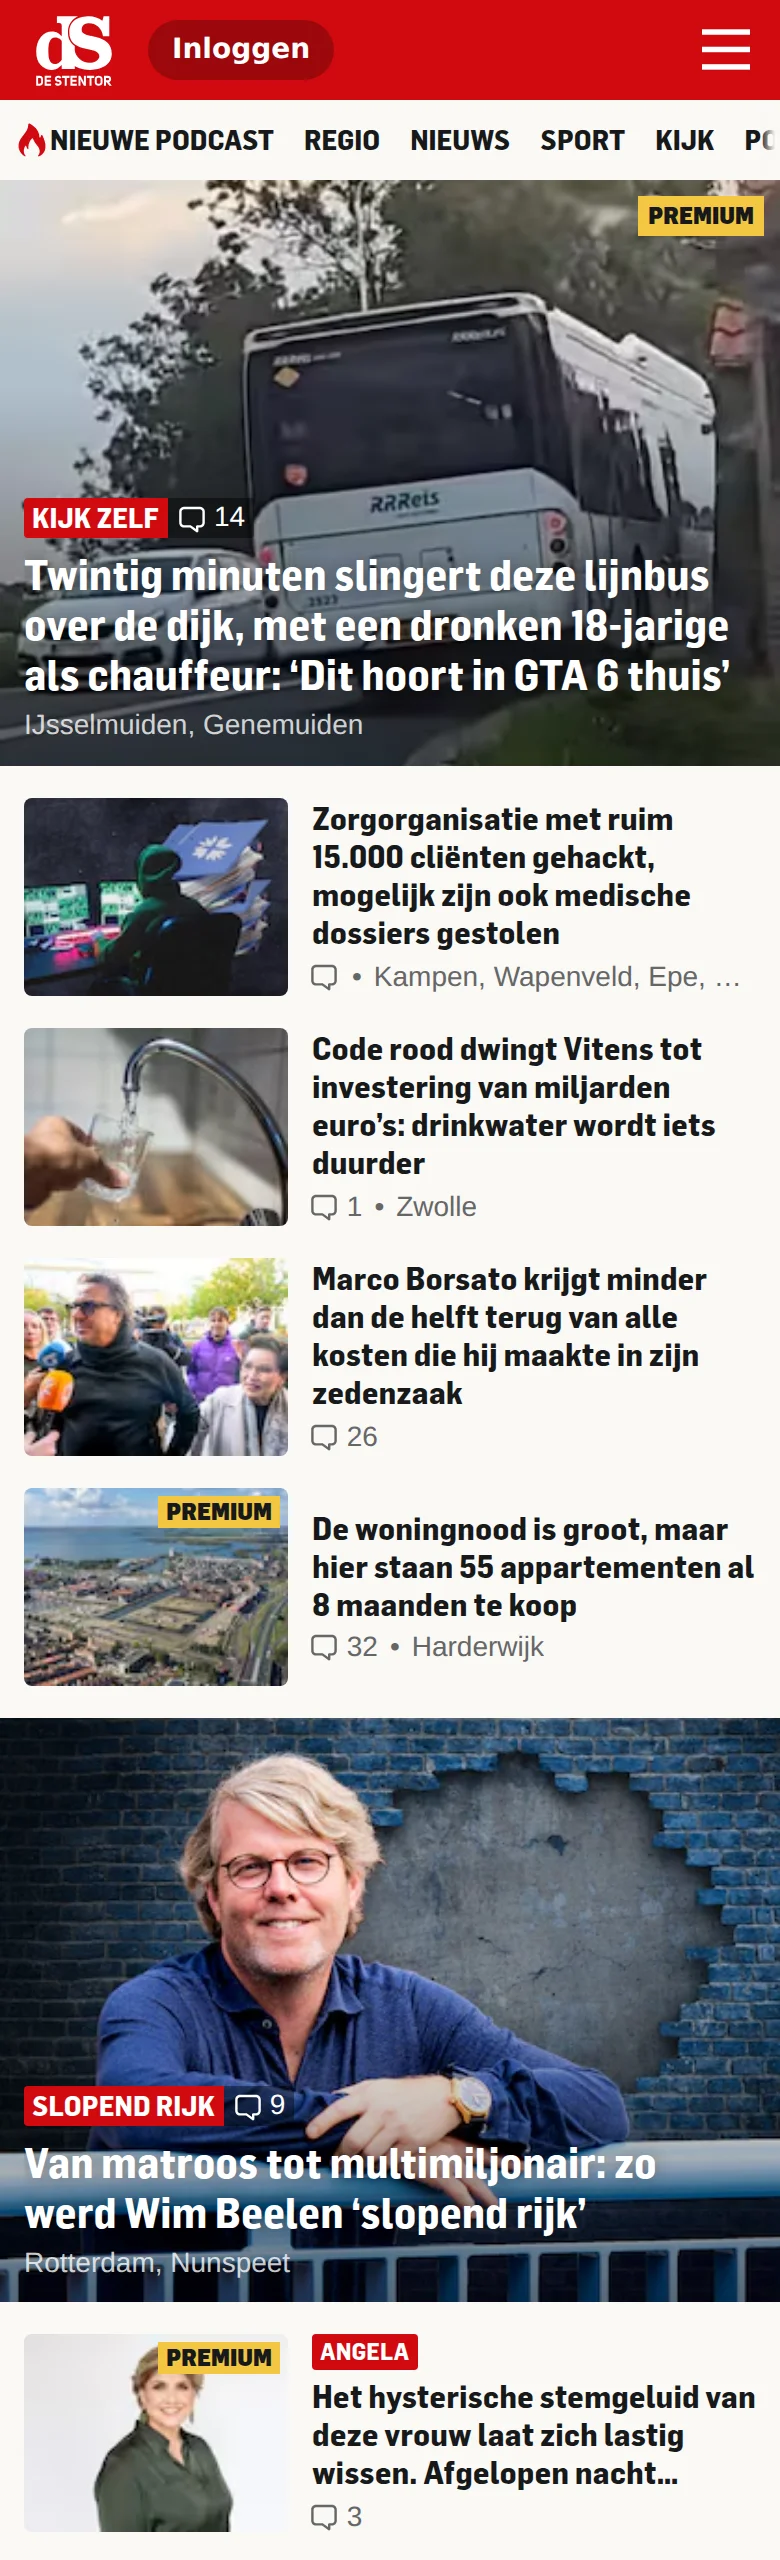 dS
DE STENTOR
Inloggen
NIEUWE PODCAST REGIO NIEUWS SPORT KIJK PO
PREMIUM
RRReis
KIJK ZELF 14
Twintig minuten slingert deze lijnbus
over de dijk, met een dronken 18-jarige
als chauffeur: ‘Dit hoort in GTA 6 thuis’
IJsselmuiden, Genemuiden
Zorgorganisatie met ruim
15.000 cliënten gehackt,
mogelijk zijn ook medische
dossiers gestolen
• Kampen, Wapenveld, Epe, …
Code rood dwingt Vitens tot
investering van miljarden
euro’s: drinkwater wordt iets
duurder
1 • Zwolle
Marco Borsato krijgt minder
dan de helft terug van alle
kosten die hij maakte in zijn
zedenzaak
26
PREMIUM
De woningnood is groot, maar
hier staan 55 appartementen al
8 maanden te koop
32 • Harderwijk
SLOPEND RIJK 9
Van matroos tot multimiljonair: zo
werd Wim Beelen ‘slopend rijk’
Rotterdam, Nunspeet
PREMIUM
ANGELA
Het hysterische stemgeluid van
deze vrouw laat zich lastig
wissen. Afgelopen nacht...
3